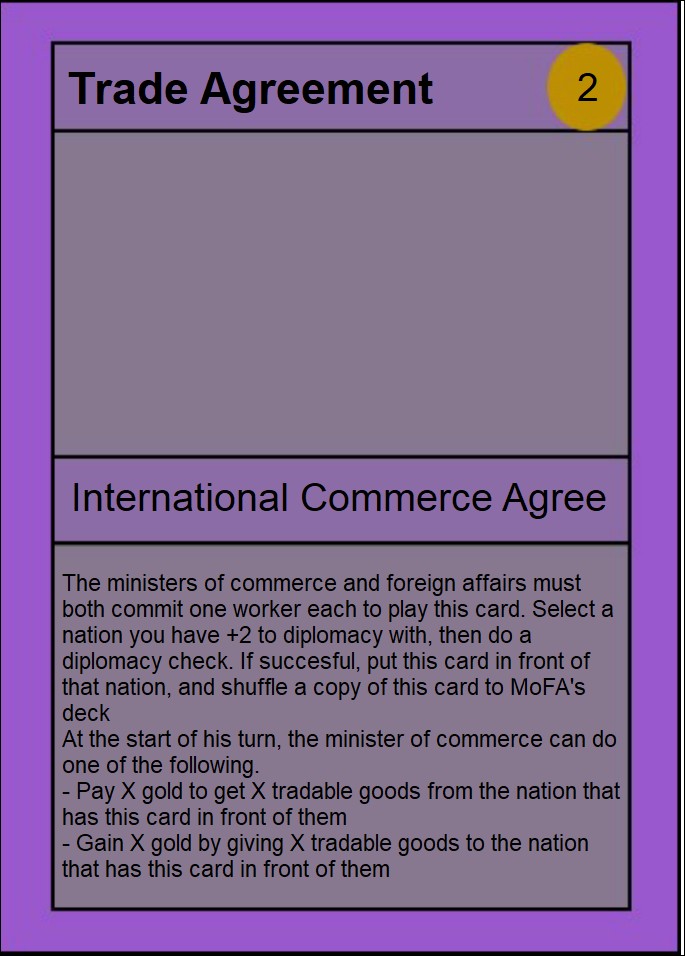 Trade Agreement
2
International Commerce Agree
The ministers of commerce and foreign affairs must
both commit one worker each to play this card. Select a
nation you have +2 to diplomacy with, then do a
diplomacy check. If succesful, put this card in front of
that nation, and shuffle a copy of this card to MoFA's
deck
At the start of his turn, the minister of commerce can do
one of the following.
- Pay X gold to get X tradable goods from the nation that
has this card in front of them
- Gain X gold by giving X tradable goods to the nation
that has this card in front of them